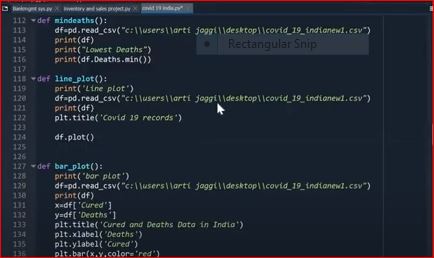 Bankmgmt sys.py × Inventory and sales project.py × covid 19 india.py* ×
112 def mindeaths():
113 df=pd.read_csv("c:\\users\\arti jaggi\\desktop\\covid_19_indianew1.csv")
114 print(df)
115 print("Lowest Deaths")
116 print(df.Deaths.min())
Rectangular Snip
117
118 def line_plot():
119 print('Line plot')
120 df=pd.read_csv("c:\\users\\arti jaggi\\desktop\\covid_19_indianew1.csv")
121 print(df)
122 plt.title('Covid 19 records')
123
124 df.plot()
125
126
127 def bar_plot():
128 print('bar plot')
129 df=pd.read_csv("c:\\users\\arti jaggi\\desktop\\covid_19_indianew1.csv")
130 print(df)
131 x=df['Cured']
132 y=df['Deaths']
133 plt.title('Cured and Deaths Data in India')
134 plt.xlabel('Deaths')
135 plt.ylabel('Cured')
136 plt.bar(x,y,color='red')